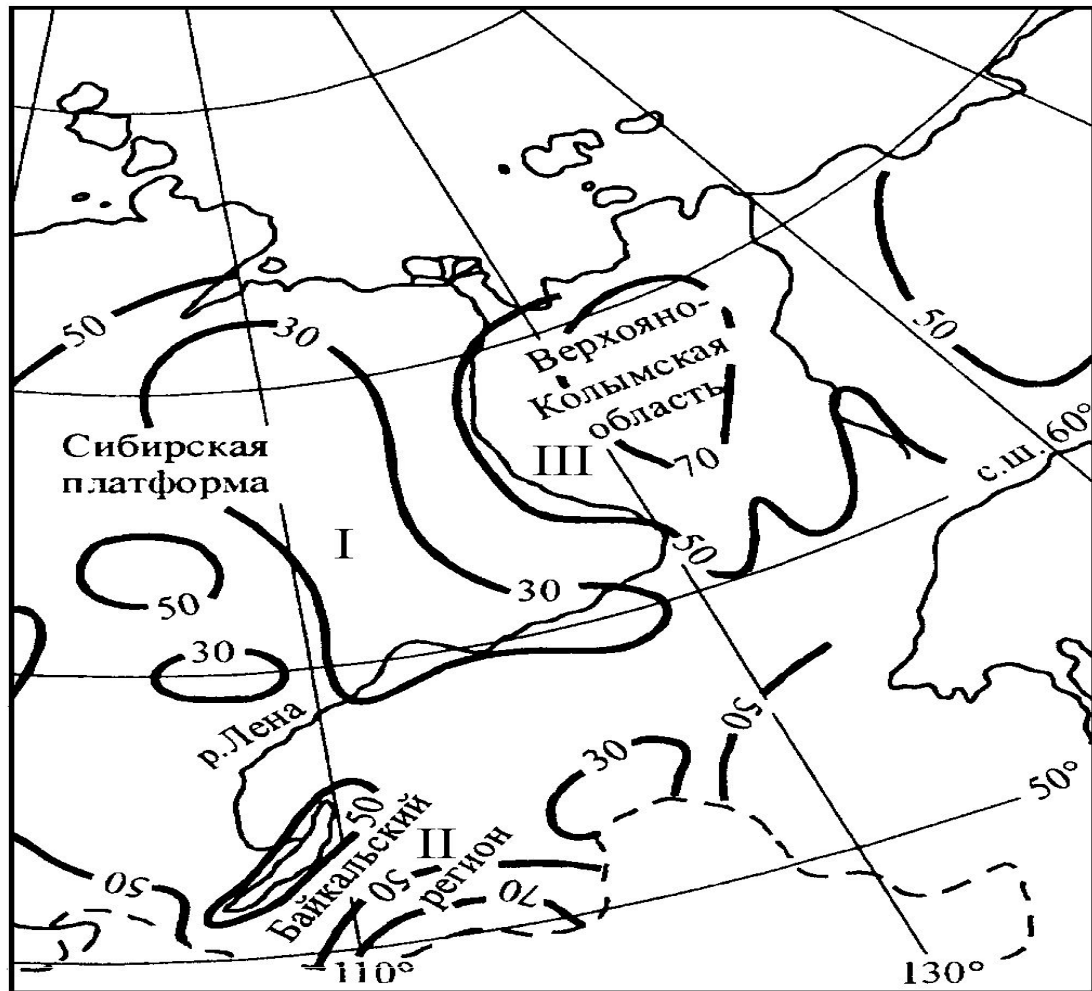 50
30
50
Верхояно-
Колымская
область
70
III
Сибирская
платформа
I
с.ш. 60°
50
30
50
30
р.Лена
50
30
50°
50
Байкальский
регион
II
50
50
70
110°
130°